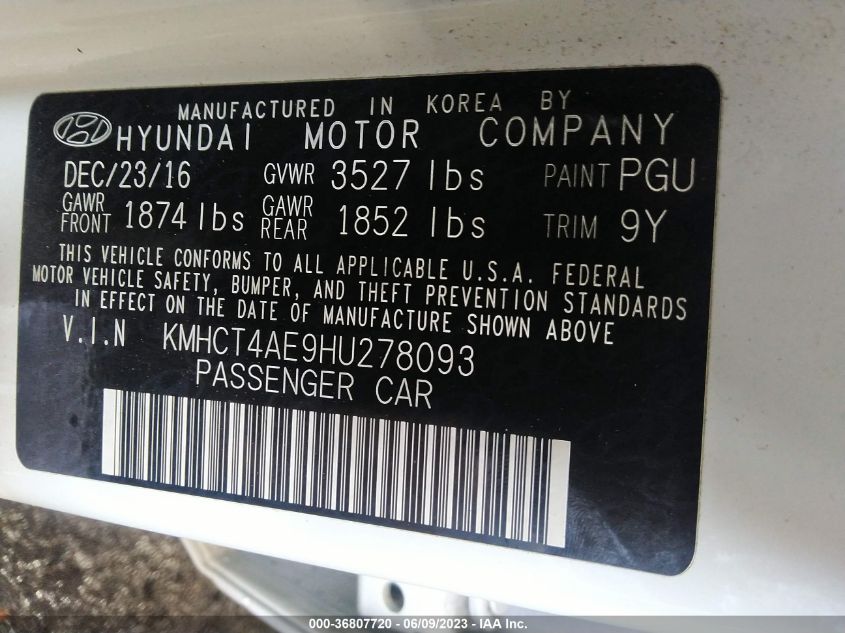 MANUFACTURED IN KOREA BY
HYUNDAI MOTOR COMPANY
DEC/23/16 GVWR 3527 lbs PAINT PGU
GAWR FRONT 1874 lbs GAWR REAR 1852 lbs TRIM 9Y
THIS VEHICLE CONFORMS TO ALL APPLICABLE U.S.A. FEDERAL
MOTOR VEHICLE SAFETY, BUMPER, AND THEFT PREVENTION STANDARDS
IN EFFECT ON THE DATE OF MANUFACTURE SHOWN ABOVE
V.I.N KMHCT4AE9HU278093
PASSENGER CAR
000-36807720 - 06/09/2023 - IAA Inc.